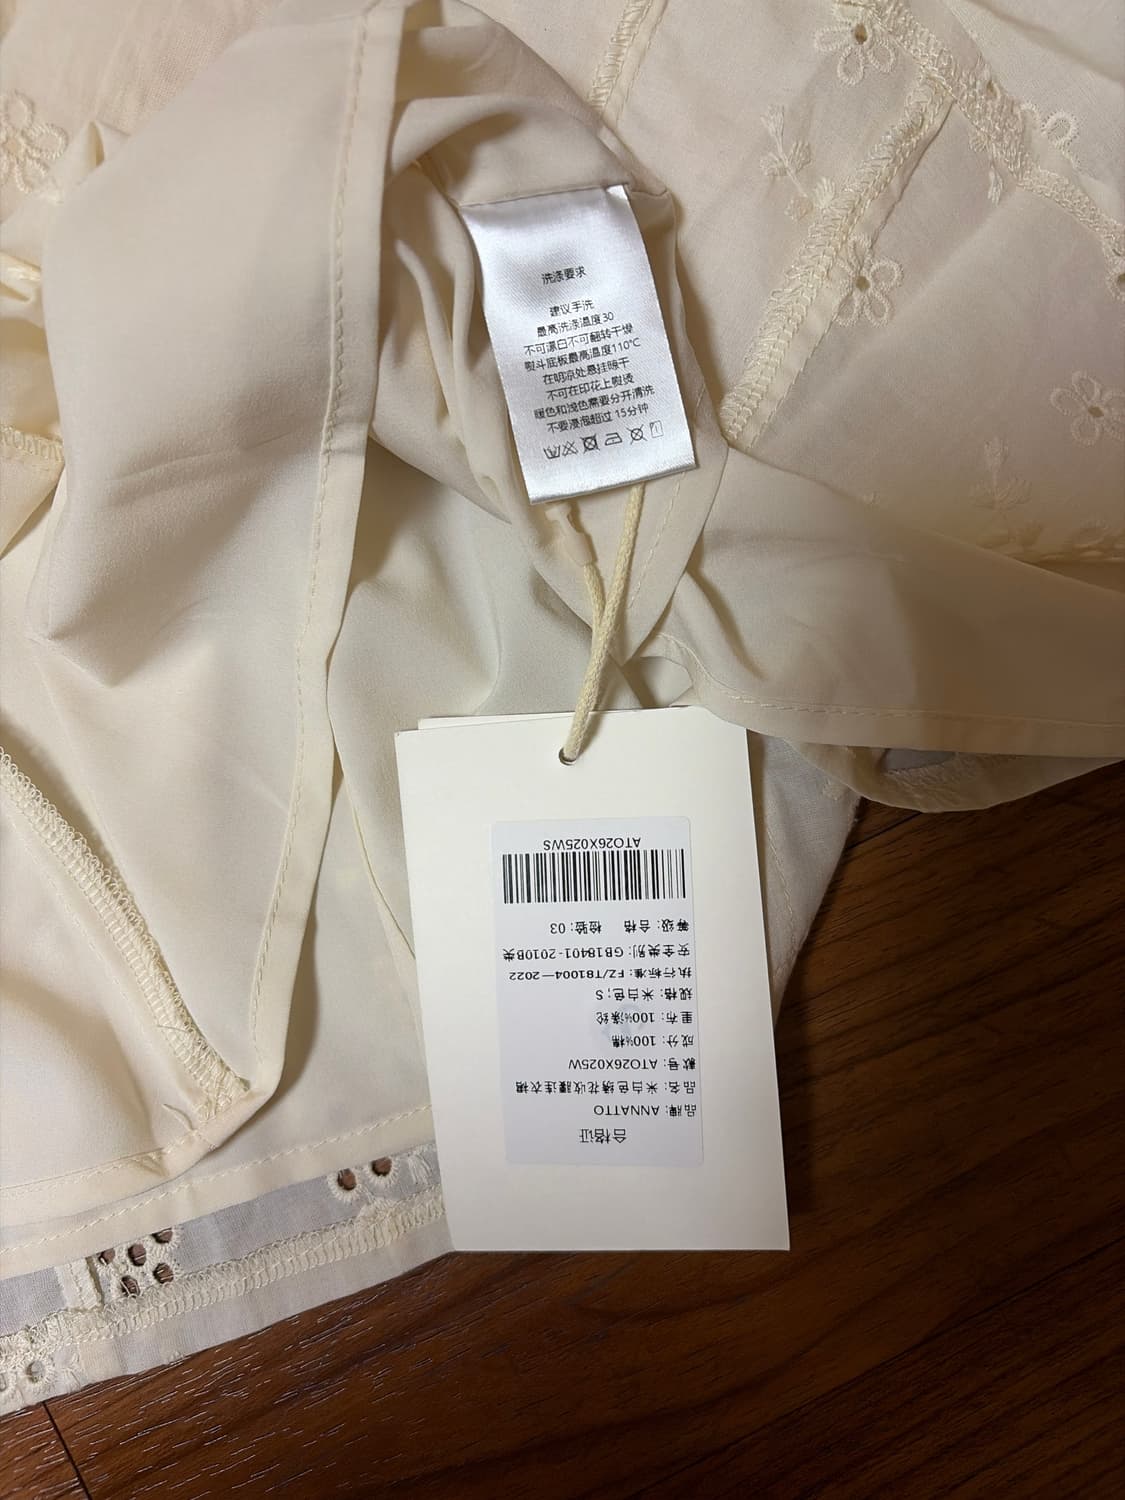 洗涤要求
建议手洗
最高洗涤温度30
不可漂白不可翻转干燥
熨斗底板最高温度110°C
在明凉处悬挂晾干
不可在印花上熨烫
暖色和浅色需要分开清洗
不要浸泡超过 15分钟
合格证
品牌: ANNATTO
品名: 米白色绣花收腰连衣裙
款号: ATO26X025W
成分: 100%棉
里布: 100%涤纶
规格: 米白色; S
执行标准: FZ/T81004—2022
安全类别: GB18401-2010B类
等级: 合格 检验: 03
ATO26X025WS